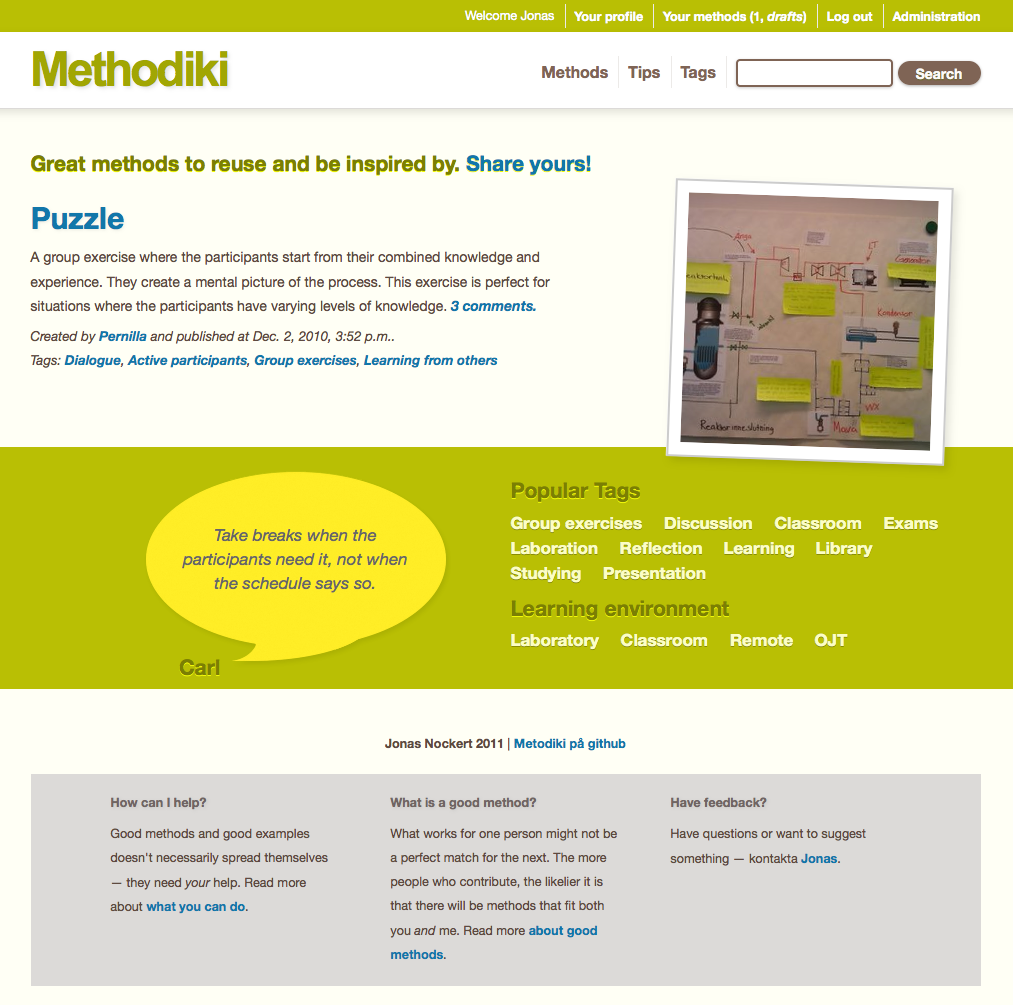 Welcome Jonas Your profile Your methods (1, drafts) Log out Administration
Methodiki
Methods Tips Tags Search
Great methods to reuse and be inspired by. Share yours!
Puzzle
A group exercise where the participants start from their combined knowledge and
experience. They create a mental picture of the process. This exercise is perfect for
situations where the participants have varying levels of knowledge. 3 comments.
Created by Pernilla and published at Dec. 2, 2010, 3:52 p.m..
Tags: Dialogue, Active participants, Group exercises, Learning from others
Ånga
KT
Kondensor
WX
Mava
Reaktorinneslutning
Take breaks when the
participants need it, not when
the schedule says so.
Carl
Popular Tags
Group exercises Discussion Classroom Exams
Laboration Reflection Learning Library
Studying Presentation
Learning environment
Laboratory Classroom Remote OJT
Jonas Nockert 2011 | Metodiki på github
How can I help?
Good methods and good examples
doesn't necessarily spread themselves
— they need your help. Read more
about what you can do.
What is a good method?
What works for one person might not be
a perfect match for the next. The more
people who contribute, the likelier it is
that there will be methods that fit both
you and me. Read more about good
methods.
Have feedback?
Have questions or want to suggest
something — kontakta Jonas.